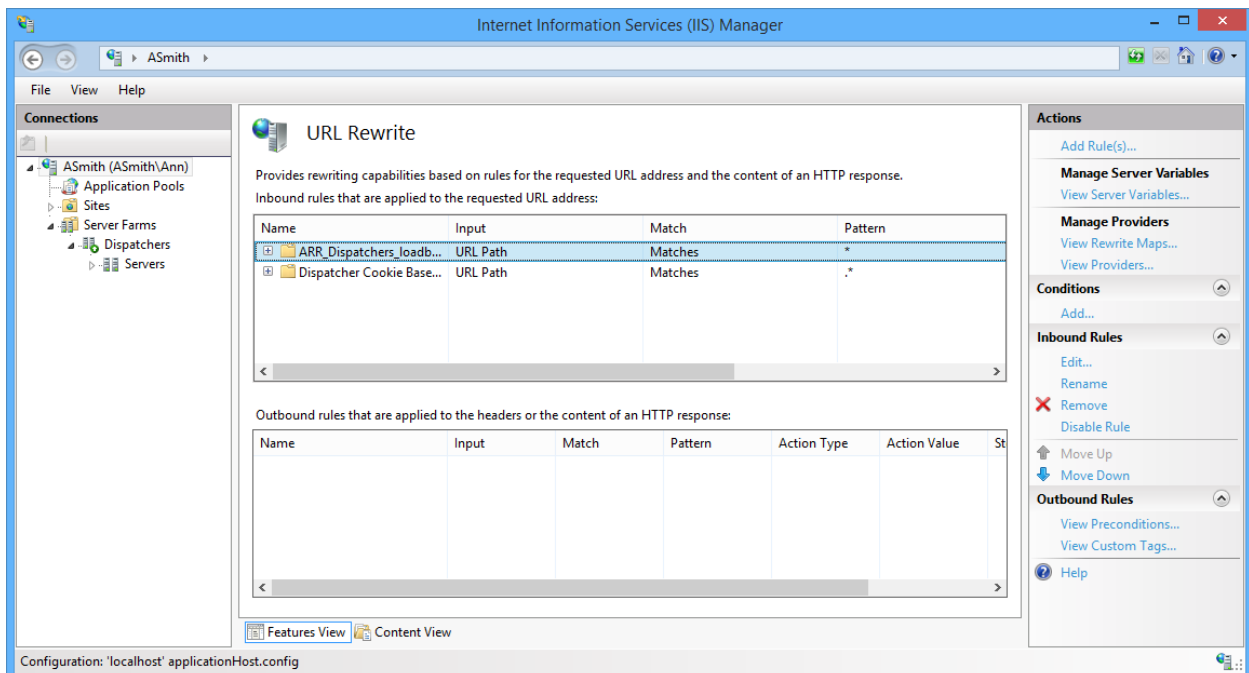 Internet Information Services (IIS) Manager
ASmith
File View Help
Connections
ASmith (ASmith\Ann)
Application Pools
Sites
Server Farms
Dispatchers
Servers
URL Rewrite
Provides rewriting capabilities based on rules for the requested URL address and the content of an HTTP response.
Inbound rules that are applied to the requested URL address:
Name Input Match Pattern
ARR_Dispatchers_loadb... URL Path Matches *
Dispatcher Cookie Base... URL Path Matches .*
Outbound rules that are applied to the headers or the content of an HTTP response:
Name Input Match Pattern Action Type Action Value St
Features View Content View
Actions
Add Rule(s)...
Manage Server Variables
View Server Variables...
Manage Providers
View Rewrite Maps...
View Providers...
Conditions
Add...
Inbound Rules
Edit...
Rename
Remove
Disable Rule
Move Up
Move Down
Outbound Rules
View Preconditions...
View Custom Tags...
Help
Configuration: 'localhost' applicationHost.config